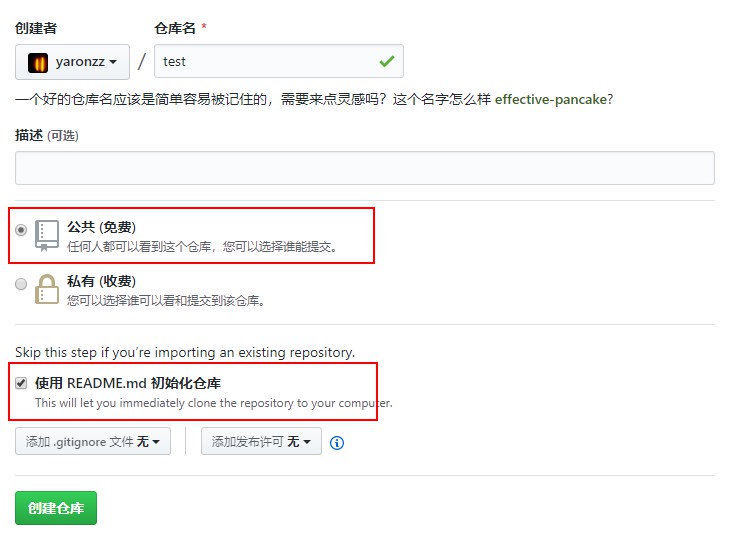 创建者
仓库名 *
yaronzz / test
一个好的仓库名应该是简单容易被记住的，需要来点灵感吗？这个名字怎么样 effective-pancake?
描述 (可选)
公共 (免费)
任何人都可以看到这个仓库，您可以选择谁能提交。
私有 (收费)
您可以选择谁可以看和提交到该仓库。
Skip this step if you’re importing an existing repository.
使用 README.md 初始化仓库
This will let you immediately clone the repository to your computer.
添加 .gitignore 文件 无
添加发布许可 无
创建仓库